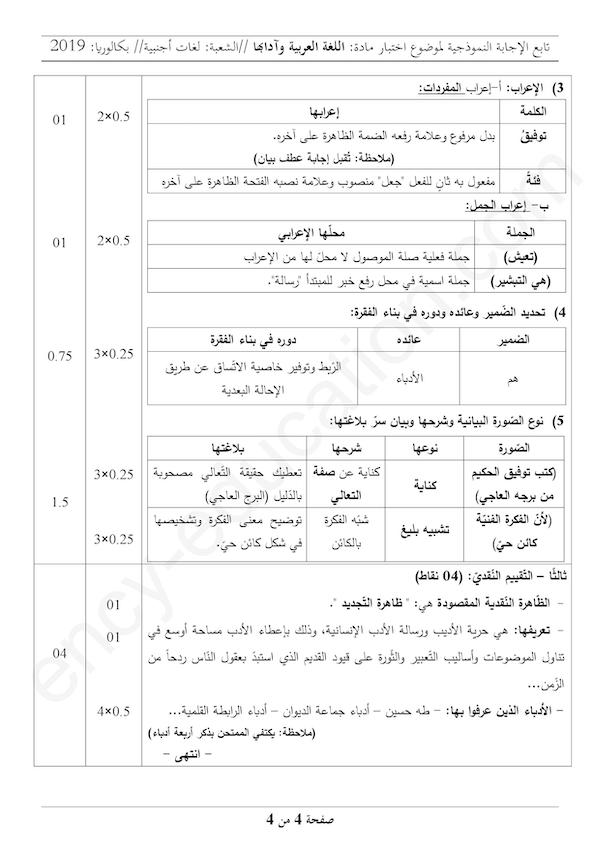 تابع الإجابة النموذجية لموضوع اختبار مادة: اللغة العربية وآدابها //الشعبة: لغات أجنبية// بكالوريا: 2019
3) الإعراب: أ-إعراب المفردات:
الكلمة إعرابها
توفيقُ بدل مرفوع وعلامة رفعه الضمة الظاهرة على آخره.
(ملاحظة: تُقبل إجابة عطف بيان)
فئةً مفعول به ثانٍ للفعل "جعل" منصوب وعلامة نصبه الفتحة الظاهرة على آخره
2×0.5 01
ب- إعراب الجمل:
الجملة محلّها الإعرابي
(تعيش) جملة فعلية صلة الموصول لا محلّ لها من الإعراب
(هي التبشير) جملة اسمية في محل رفع خبر للمبتدأ "رسالة".
2×0.5 01
4) تحديد الضّمير وعائده ودوره في بناء الفقرة:
الضّمير عائده دوره في بناء الفقرة
هم الأدباء الرّبط وتوفير خاصية الاتّساق عن طريق
الإحالة البعدية
3×0.25 0.75
5) نوع الصّورة البيانية وشرحها وبيان سرّ بلاغتها:
الصّورة نوعها شرحها بلاغتها
(كتب توفيق الحكيم كناية كناية عن صفة تعطيك حقيقة التّعالي مصحوبة 3×0.25
من برجه العاجي) التعالي بالدّليل (البرج العاجي)
1.5
(لأنّ الفكرة الفنيّة تشبيه بليغ شبّه الفكرة توضيح معنى الفكرة وتشخيصها
كائن حيّ) بالكائن في شكل كائن حيّ. 3×0.25
ثالثًا – التّقييم النّقديّ: (04 نقاط)
- الظّاهرة النّقدية المقصودة هي: " ظاهرة التّجديد ". 01
- تعريفها: هي حرية الأديب ورسالة الأدب الإنسانية، وذلك بإعطاء الأدب مساحة أوسع في 01
تناول الموضوعات وأساليب التّعبير والثّورة على قيود القديم الذي استبدّ بعقول النّاس ردحاً من 04
الزّمن...
- الأدباء الذين عرفوا بها: - طه حسين – أدباء جماعة الديوان – أدباء الرابطة القلمية... 4×0.5
(ملاحظة: يكتفي الممتحن بذكر أربعة أدباء)
- انتهى -
صفحة 4 من 4
ency-education.com